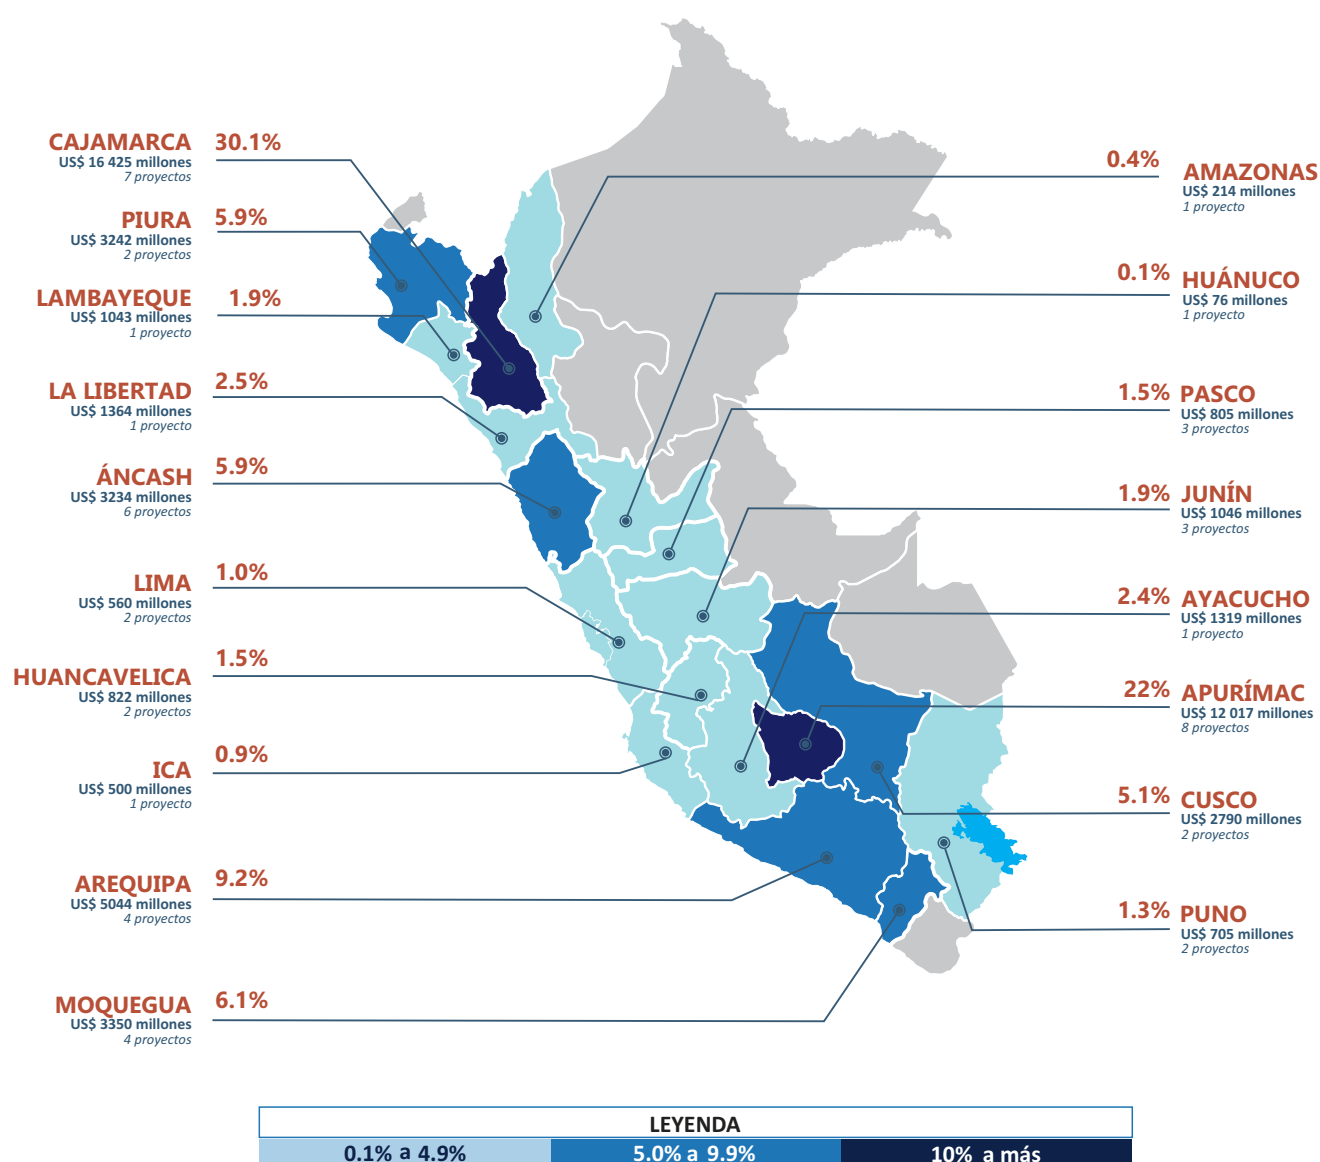 CAJAMARCA 30.1%
US$ 16 425 millones
7 proyectos
PIURA 5.9%
US$ 3242 millones
2 proyectos
LAMBAYEQUE 1.9%
US$ 1043 millones
1 proyecto
LA LIBERTAD 2.5%
US$ 1364 millones
1 proyecto
ÁNCASH 5.9%
US$ 3234 millones
6 proyectos
LIMA 1.0%
US$ 560 millones
2 proyectos
HUANCAVELICA 1.5%
US$ 822 millones
2 proyectos
ICA 0.9%
US$ 500 millones
1 proyecto
AREQUIPA 9.2%
US$ 5044 millones
4 proyectos
MOQUEGUA 6.1%
US$ 3350 millones
4 proyectos
0.4% AMAZONAS
US$ 214 millones
1 proyecto
0.1% HUÁNUCO
US$ 76 millones
1 proyecto
1.5% PASCO
US$ 805 millones
3 proyectos
1.9% JUNÍN
US$ 1046 millones
3 proyectos
2.4% AYACUCHO
US$ 1319 millones
1 proyecto
22% APURÍMAC
US$ 12 017 millones
8 proyectos
5.1% CUSCO
US$ 2790 millones
2 proyectos
1.3% PUNO
US$ 705 millones
2 proyectos
LEYENDA
0.1% a 4.9% 5.0% a 9.9% 10% a más